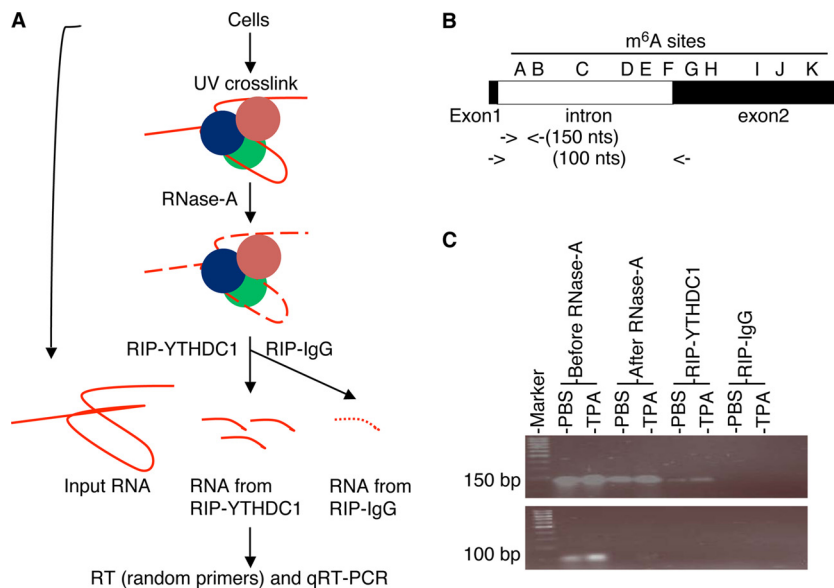 A
Cells
UV crosslink
RNase-A
RIP-YTHDC1 RIP-IgG
Input RNA
RNA from
RIP-YTHDC1
RNA from
RIP-IgG
RT (random primers) and qRT-PCR
B
m⁶A sites
A B C D E F G H I J K
Exon1 intron exon2
-> <-(150 nts)
-> (100 nts) <-
C
-Marker
-PBS
-TPA
-Before RNase-A
-PBS
-TPA
-After RNase-A
-PBS
-TPA
-RIP-YTHDC1
-PBS
-TPA
-RIP-IgG
150 bp
100 bp